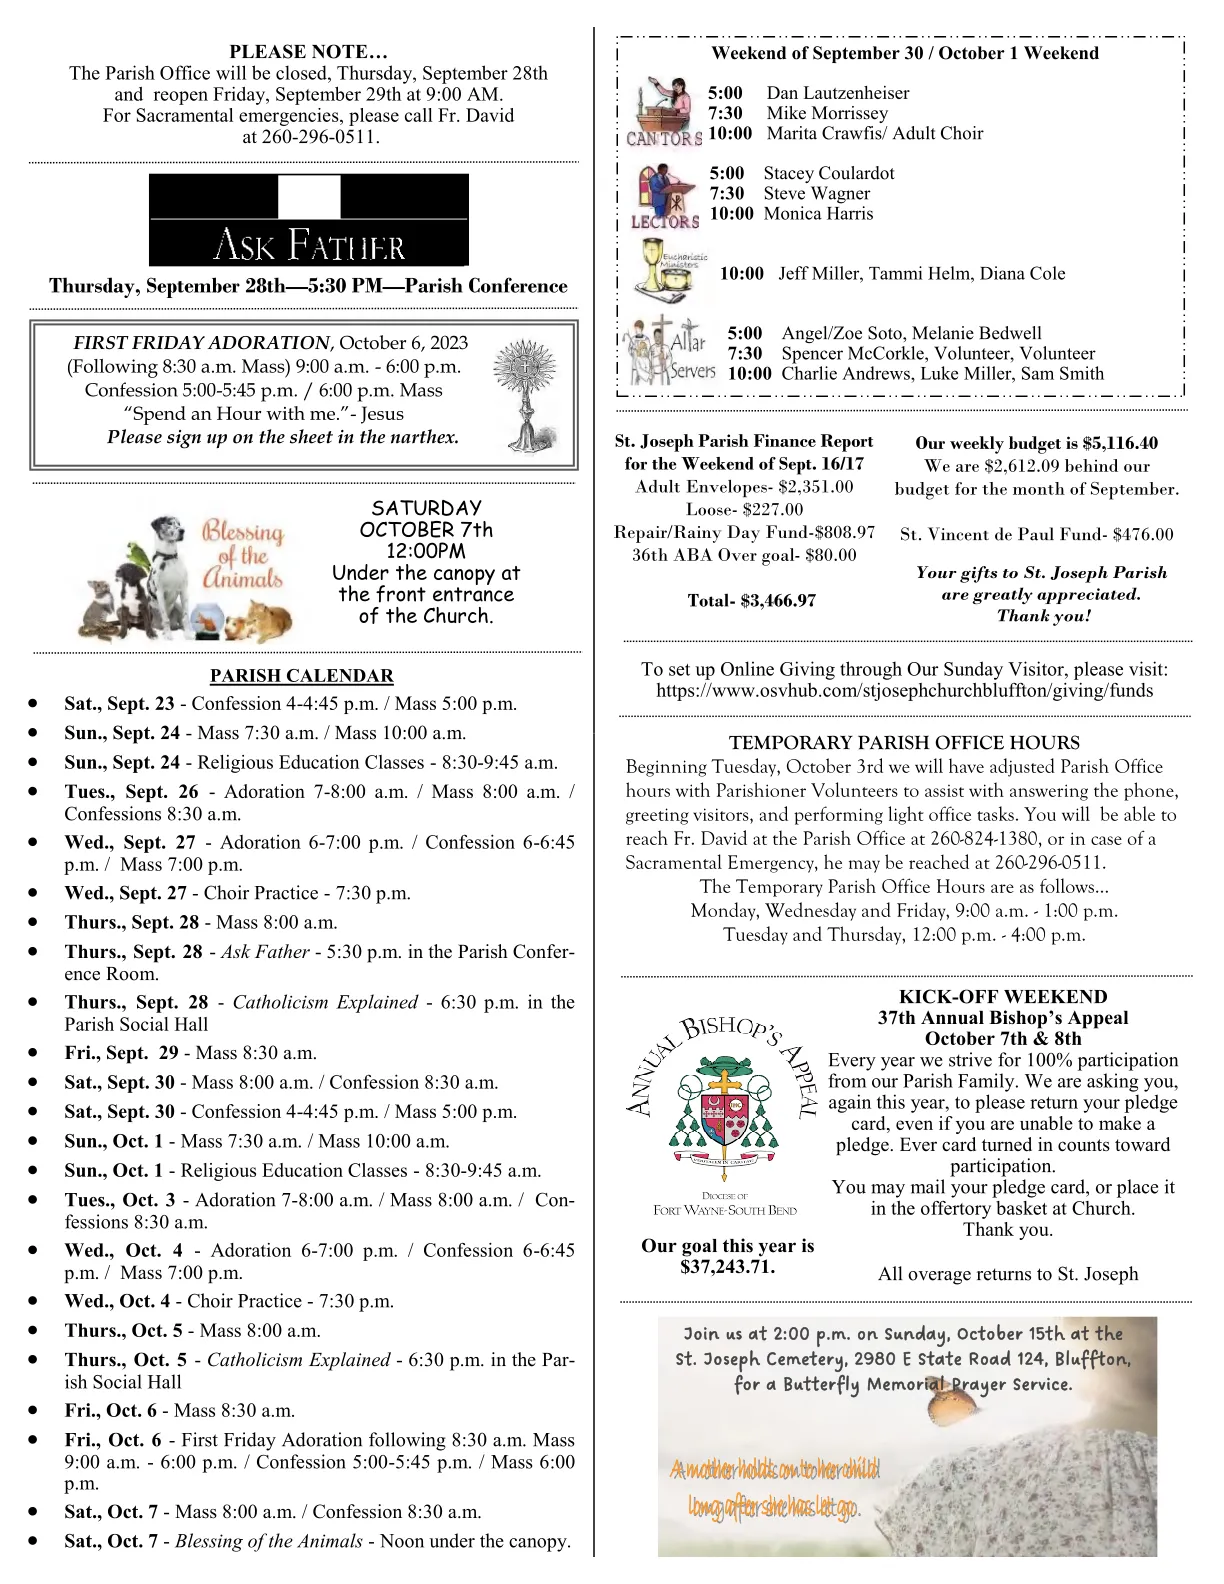 PLEASE NOTE…
The Parish Office will be closed, Thursday, September 28th
and reopen Friday, September 29th at 9:00 AM.
For Sacramental emergencies, please call Fr. David
at 260-296-0511.
ASK FATHER
Thursday, September 28th—5:30 PM—Parish Conference
FIRST FRIDAY ADORATION, October 6, 2023
(Following 8:30 a.m. Mass) 9:00 a.m. - 6:00 p.m.
Confession 5:00-5:45 p.m. / 6:00 p.m. Mass
“Spend an Hour with me.”- Jesus
Please sign up on the sheet in the narthex.
Blessing
of the
Animals
SATURDAY
OCTOBER 7th
12:00PM
Under the canopy at
the front entrance
of the Church.
PARISH CALENDAR
• Sat., Sept. 23 - Confession 4-4:45 p.m. / Mass 5:00 p.m.
• Sun., Sept. 24 - Mass 7:30 a.m. / Mass 10:00 a.m.
• Sun., Sept. 24 - Religious Education Classes - 8:30-9:45 a.m.
• Tues., Sept. 26 - Adoration 7-8:00 a.m. / Mass 8:00 a.m. /
Confessions 8:30 a.m.
• Wed., Sept. 27 - Adoration 6-7:00 p.m. / Confession 6-6:45
p.m. / Mass 7:00 p.m.
• Wed., Sept. 27 - Choir Practice - 7:30 p.m.
• Thurs., Sept. 28 - Mass 8:00 a.m.
• Thurs., Sept. 28 - Ask Father - 5:30 p.m. in the Parish Confer-
ence Room.
• Thurs., Sept. 28 - Catholicism Explained - 6:30 p.m. in the
Parish Social Hall
• Fri., Sept. 29 - Mass 8:30 a.m.
• Sat., Sept. 30 - Mass 8:00 a.m. / Confession 8:30 a.m.
• Sat., Sept. 30 - Confession 4-4:45 p.m. / Mass 5:00 p.m.
• Sun., Oct. 1 - Mass 7:30 a.m. / Mass 10:00 a.m.
• Sun., Oct. 1 - Religious Education Classes - 8:30-9:45 a.m.
• Tues., Oct. 3 - Adoration 7-8:00 a.m. / Mass 8:00 a.m. / Con-
fessions 8:30 a.m.
• Wed., Oct. 4 - Adoration 6-7:00 p.m. / Confession 6-6:45
p.m. / Mass 7:00 p.m.
• Wed., Oct. 4 - Choir Practice - 7:30 p.m.
• Thurs., Oct. 5 - Mass 8:00 a.m.
• Thurs., Oct. 5 - Catholicism Explained - 6:30 p.m. in the Par-
ish Social Hall
• Fri., Oct. 6 - Mass 8:30 a.m.
• Fri., Oct. 6 - First Friday Adoration following 8:30 a.m. Mass
9:00 a.m. - 6:00 p.m. / Confession 5:00-5:45 p.m. / Mass 6:00
p.m.
• Sat., Oct. 7 - Mass 8:00 a.m. / Confession 8:30 a.m.
• Sat., Oct. 7 - Blessing of the Animals - Noon under the canopy.
Weekend of September 30 / October 1 Weekend
CANTORS
5:00 Dan Lautzenheiser
7:30 Mike Morrissey
10:00 Marita Crawfis/ Adult Choir
LECTORS
5:00 Stacey Coulardot
7:30 Steve Wagner
10:00 Monica Harris
Eucharistic
Ministers
10:00 Jeff Miller, Tammi Helm, Diana Cole
Altar
Servers
5:00 Angel/Zoe Soto, Melanie Bedwell
7:30 Spencer McCorkle, Volunteer, Volunteer
10:00 Charlie Andrews, Luke Miller, Sam Smith
St. Joseph Parish Finance Report
for the Weekend of Sept. 16/17
Adult Envelopes- $2,351.00
Loose- $227.00
Repair/Rainy Day Fund-$808.97
36th ABA Over goal- $80.00
Total- $3,466.97
Our weekly budget is $5,116.40
We are $2,612.09 behind our
budget for the month of September.
St. Vincent de Paul Fund- $476.00
Your gifts to St. Joseph Parish
are greatly appreciated.
Thank you!
To set up Online Giving through Our Sunday Visitor, please visit:
https://www.osvhub.com/stjosephchurchbluffton/giving/funds
TEMPORARY PARISH OFFICE HOURS
Beginning Tuesday, October 3rd we will have adjusted Parish Office
hours with Parishioner Volunteers to assist with answering the phone,
greeting visitors, and performing light office tasks. You will be able to
reach Fr. David at the Parish Office at 260-824-1380, or in case of a
Sacramental Emergency, he may be reached at 260-296-0511.
The Temporary Parish Office Hours are as follows...
Monday, Wednesday and Friday, 9:00 a.m. - 1:00 p.m.
Tuesday and Thursday, 12:00 p.m. - 4:00 p.m.
ANNUAL BISHOP'S APPEAL
DIOCESE OF
FORT WAYNE-SOUTH BEND
Our goal this year is
$37,243.71.
KICK-OFF WEEKEND
37th Annual Bishop’s Appeal
October 7th & 8th
Every year we strive for 100% participation
from our Parish Family. We are asking you,
again this year, to please return your pledge
card, even if you are unable to make a
pledge. Ever card turned in counts toward
participation.
You may mail your pledge card, or place it
in the offertory basket at Church.
Thank you.
All overage returns to St. Joseph
Join us at 2:00 p.m. on Sunday, October 15th at the
St. Joseph Cemetery, 2980 E State Road 124, Bluffton,
for a Butterfly Memorial Prayer Service.
A mother holds on to her child
long after she has let go.